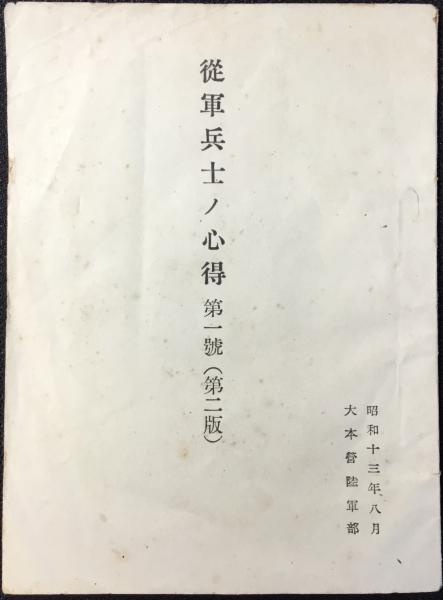 從軍兵士ノ心得 第一號(第二版)
昭和十三年八月
大本營陸軍部